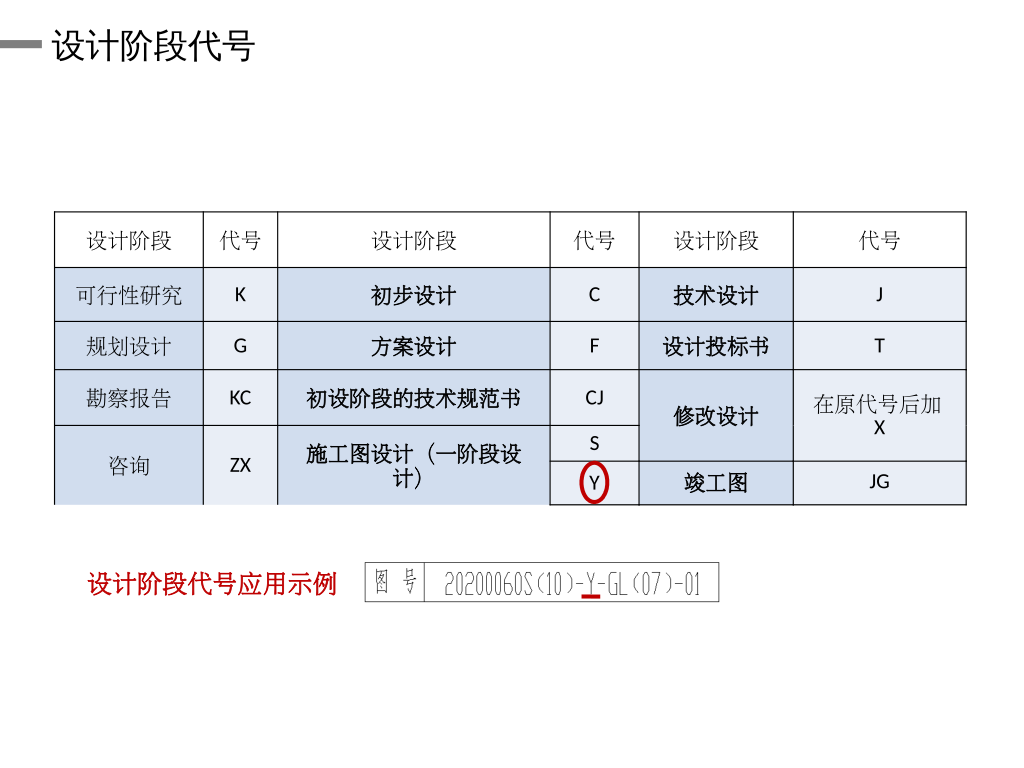 设计阶段代号
设计阶段 代号 设计阶段 代号 设计阶段 代号
可行性研究 K 初步设计 C 技术设计 J
规划设计 G 方案设计 F 设计投标书 T
勘察报告 KC 初设阶段的技术规范书 CJ 修改设计 在原代号后加
X
咨询 ZX 施工图设计（一阶段设
计） S
Y 竣工图 JG
设计阶段代号应用示例 图 号 20200060S(10)-Y-GL(07)-01